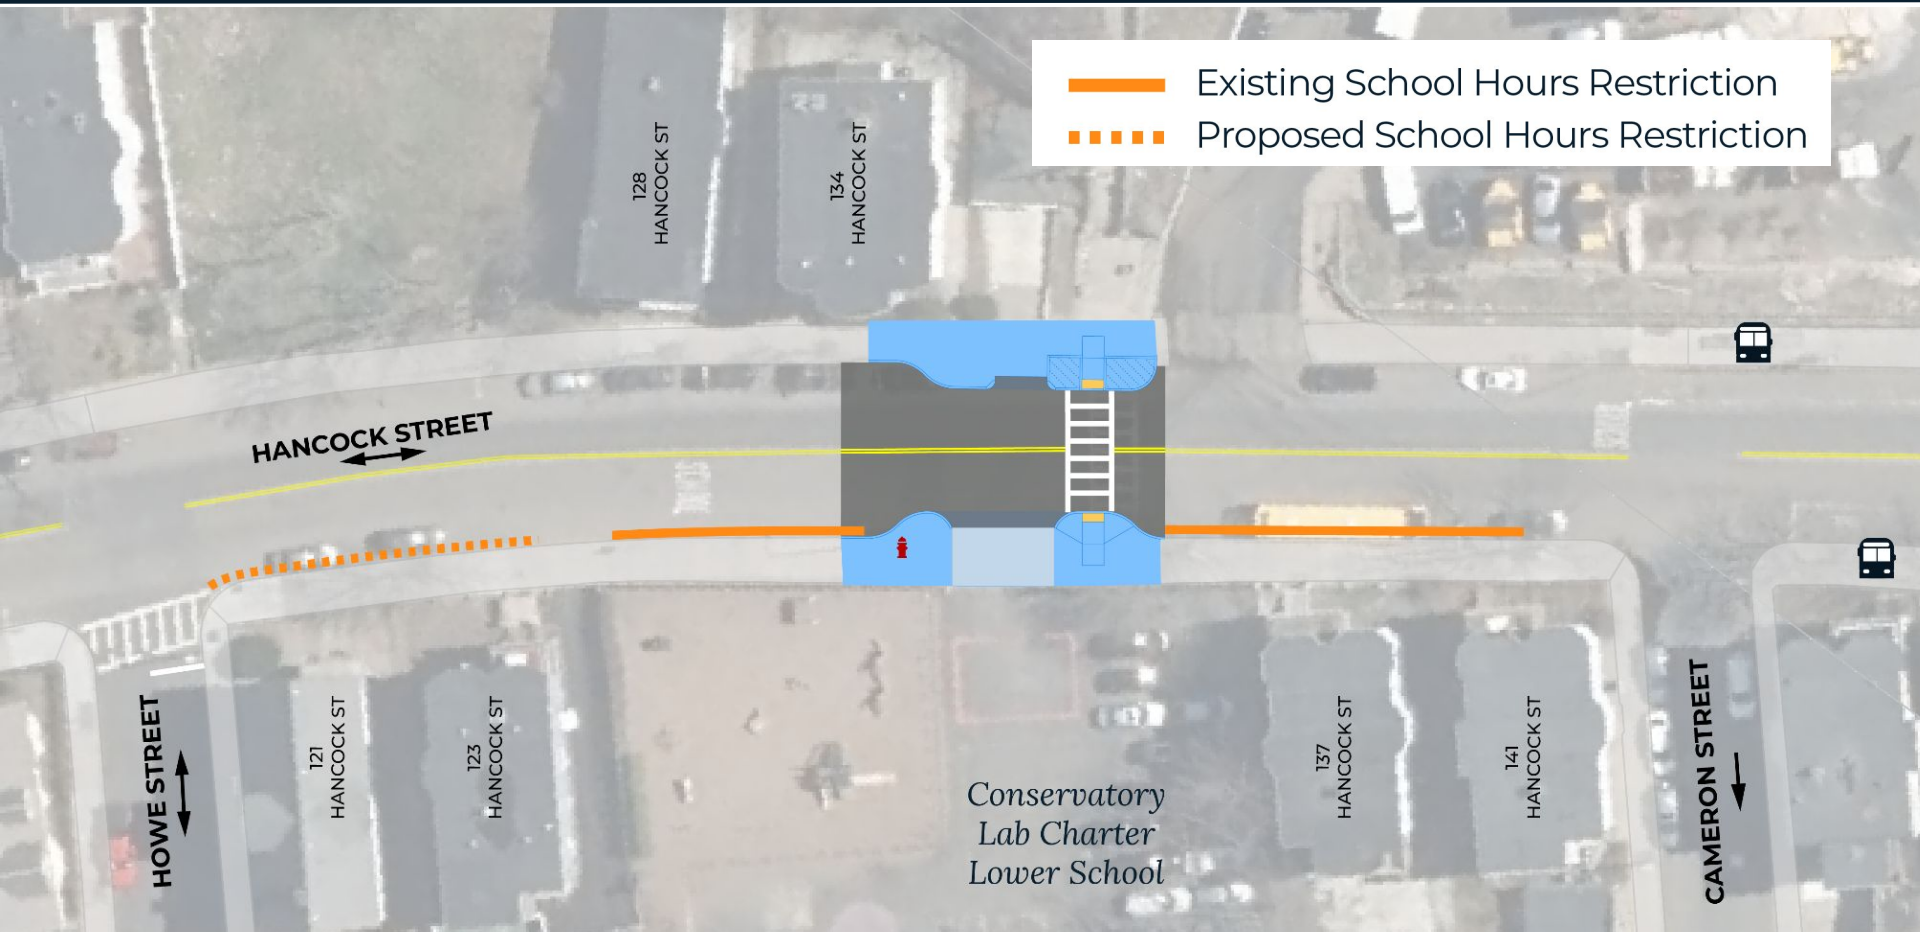 Existing School Hours Restriction
Proposed School Hours Restriction
128
HANCOCK ST
134
HANCOCK ST
HANCOCK STREET
HOWE STREET
121
HANCOCK ST
123
HANCOCK ST
Conservatory
Lab Charter
Lower School
137
HANCOCK ST
141
HANCOCK ST
CAMERON STREET